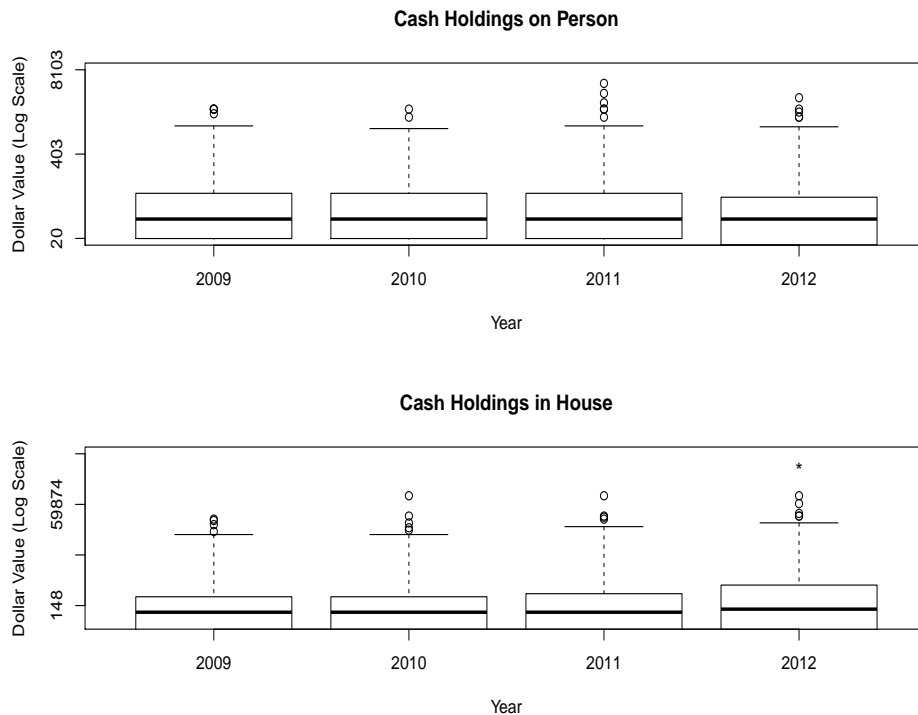 Cash Holdings on Person
Dollar Value (Log Scale)
8103
403
20
2009 2010 2011 2012
Year
Cash Holdings in House
Dollar Value (Log Scale)
59874
148
2009 2010 2011 2012
Year